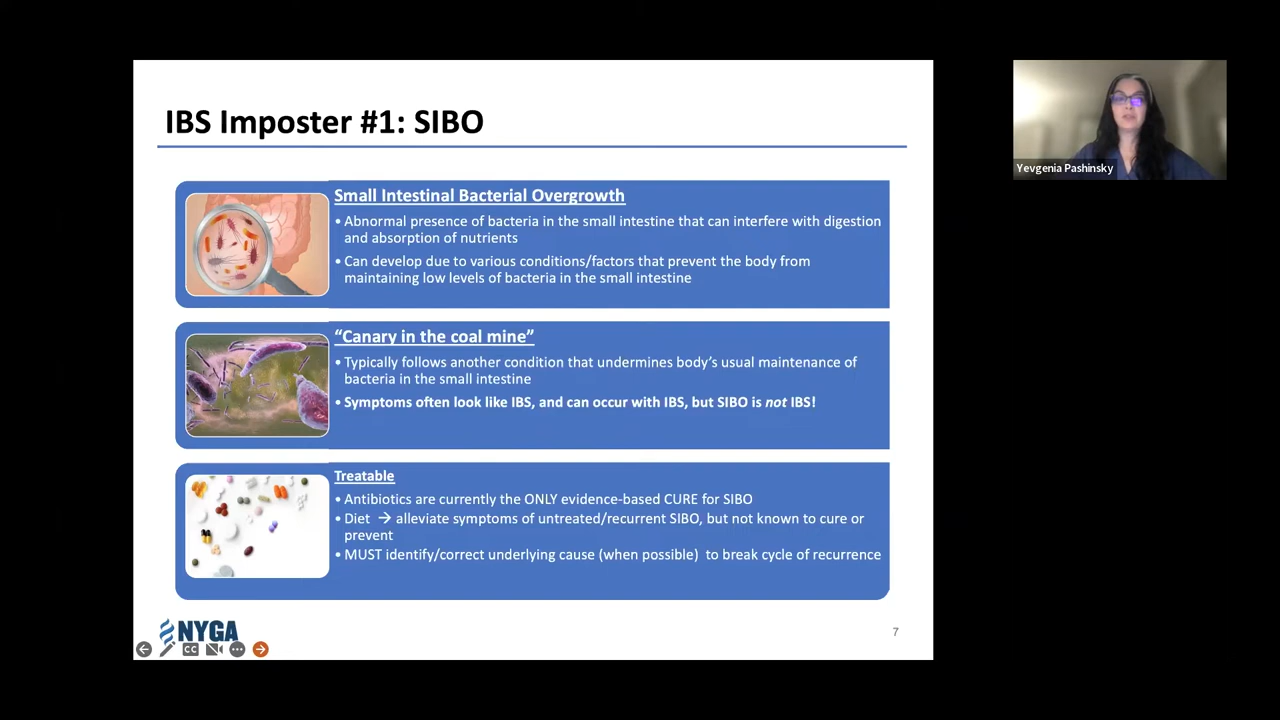 IBS Imposter #1: SIBO
Yevgenia Pashinsky
Small Intestinal Bacterial Overgrowth
• Abnormal presence of bacteria in the small intestine that can interfere with digestion
and absorption of nutrients
• Can develop due to various conditions/factors that prevent the body from
maintaining low levels of bacteria in the small intestine
“Canary in the coal mine”
• Typically follows another condition that undermines body’s usual maintenance of
bacteria in the small intestine
• Symptoms often look like IBS, and can occur with IBS, but SIBO is not IBS!
Treatable
• Antibiotics are currently the ONLY evidence-based CURE for SIBO
• Diet → alleviate symptoms of untreated/recurrent SIBO, but not known to cure or
prevent
• MUST identify/correct underlying cause (when possible) to break cycle of recurrence
NYGA
CC
7